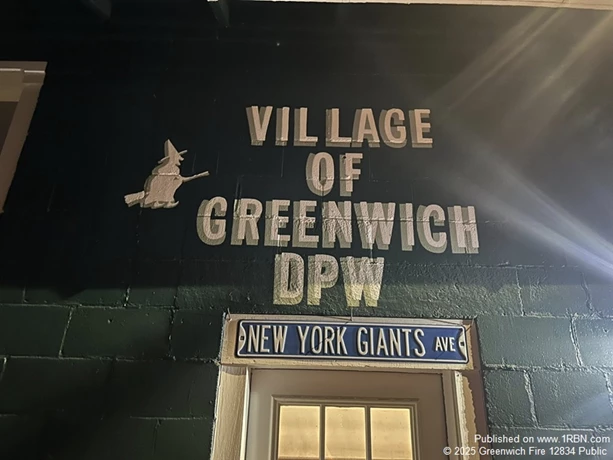 VILLAGE
OF
GREENWICH
DPW
NEW YORK GIANTS AVE
Published on www.1RBN.com
© 2025 Greenwich Fire 12834 Public